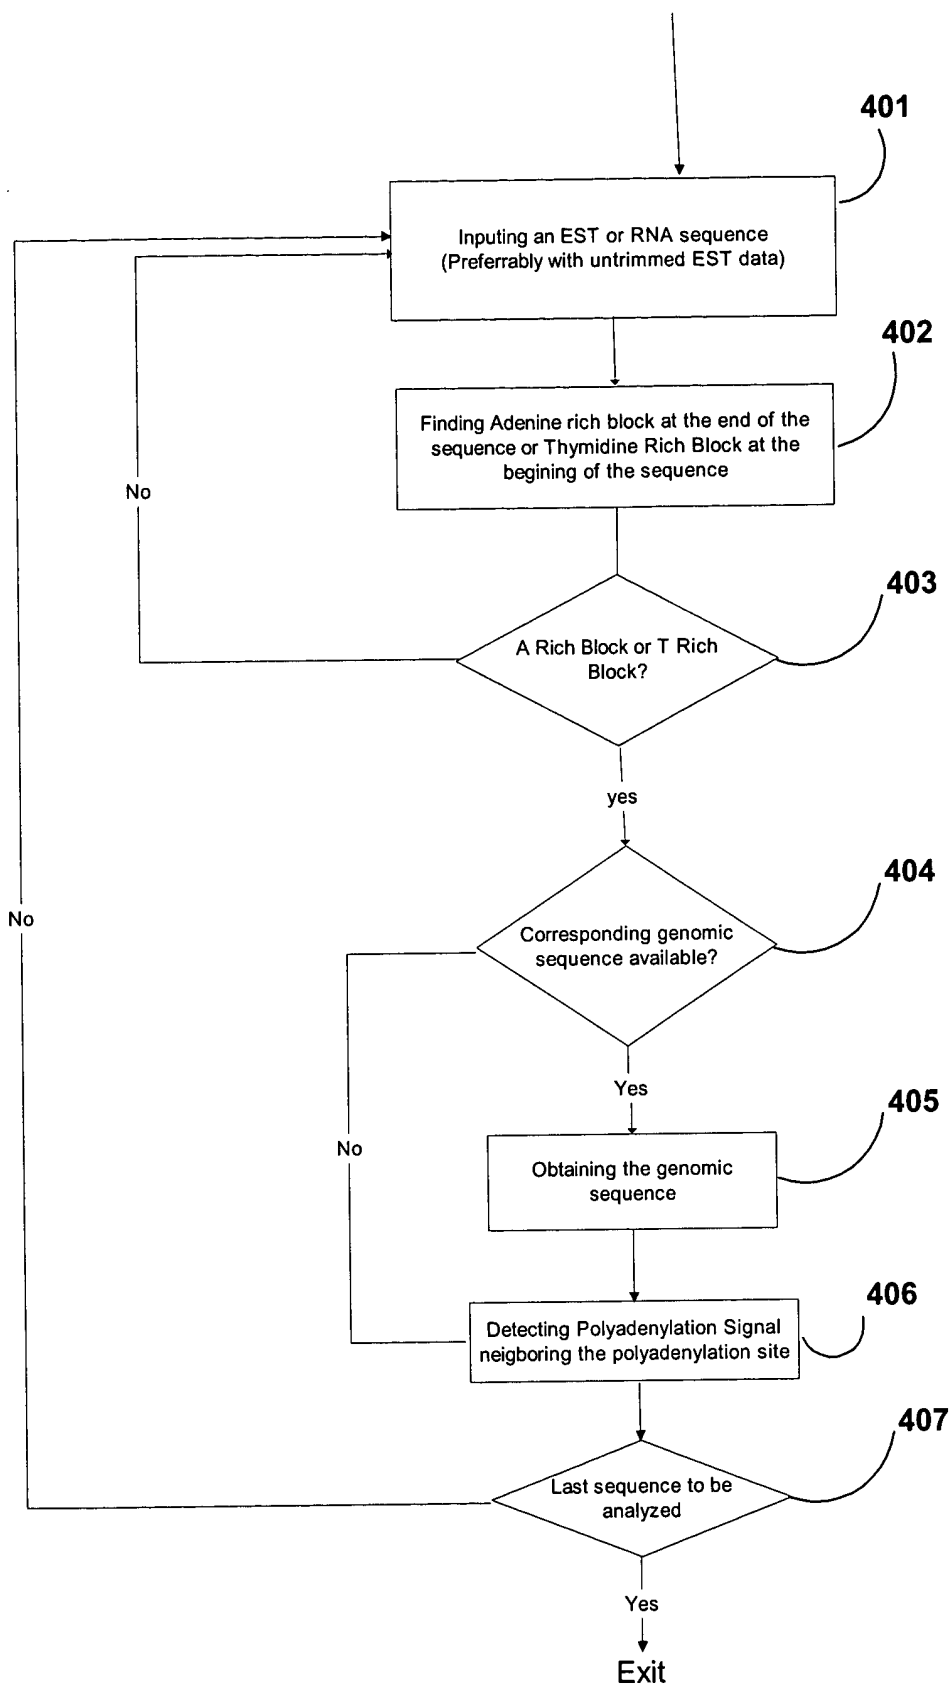 401
Inputing an EST or RNA sequence
(Preferrably with untrimmed EST data)
402
Finding Adenine rich block at the end of the
sequence or Thymidine Rich Block at the
begining of the sequence
No
403
A Rich Block or T Rich
Block?
yes
404
Corresponding genomic
sequence available?
No
Yes
405
Obtaining the genomic
sequence
No
406
Detecting Polyadenylation Signal
neigboring the polyadenylation site
407
Last sequence to be
analyzed
Yes
Exit